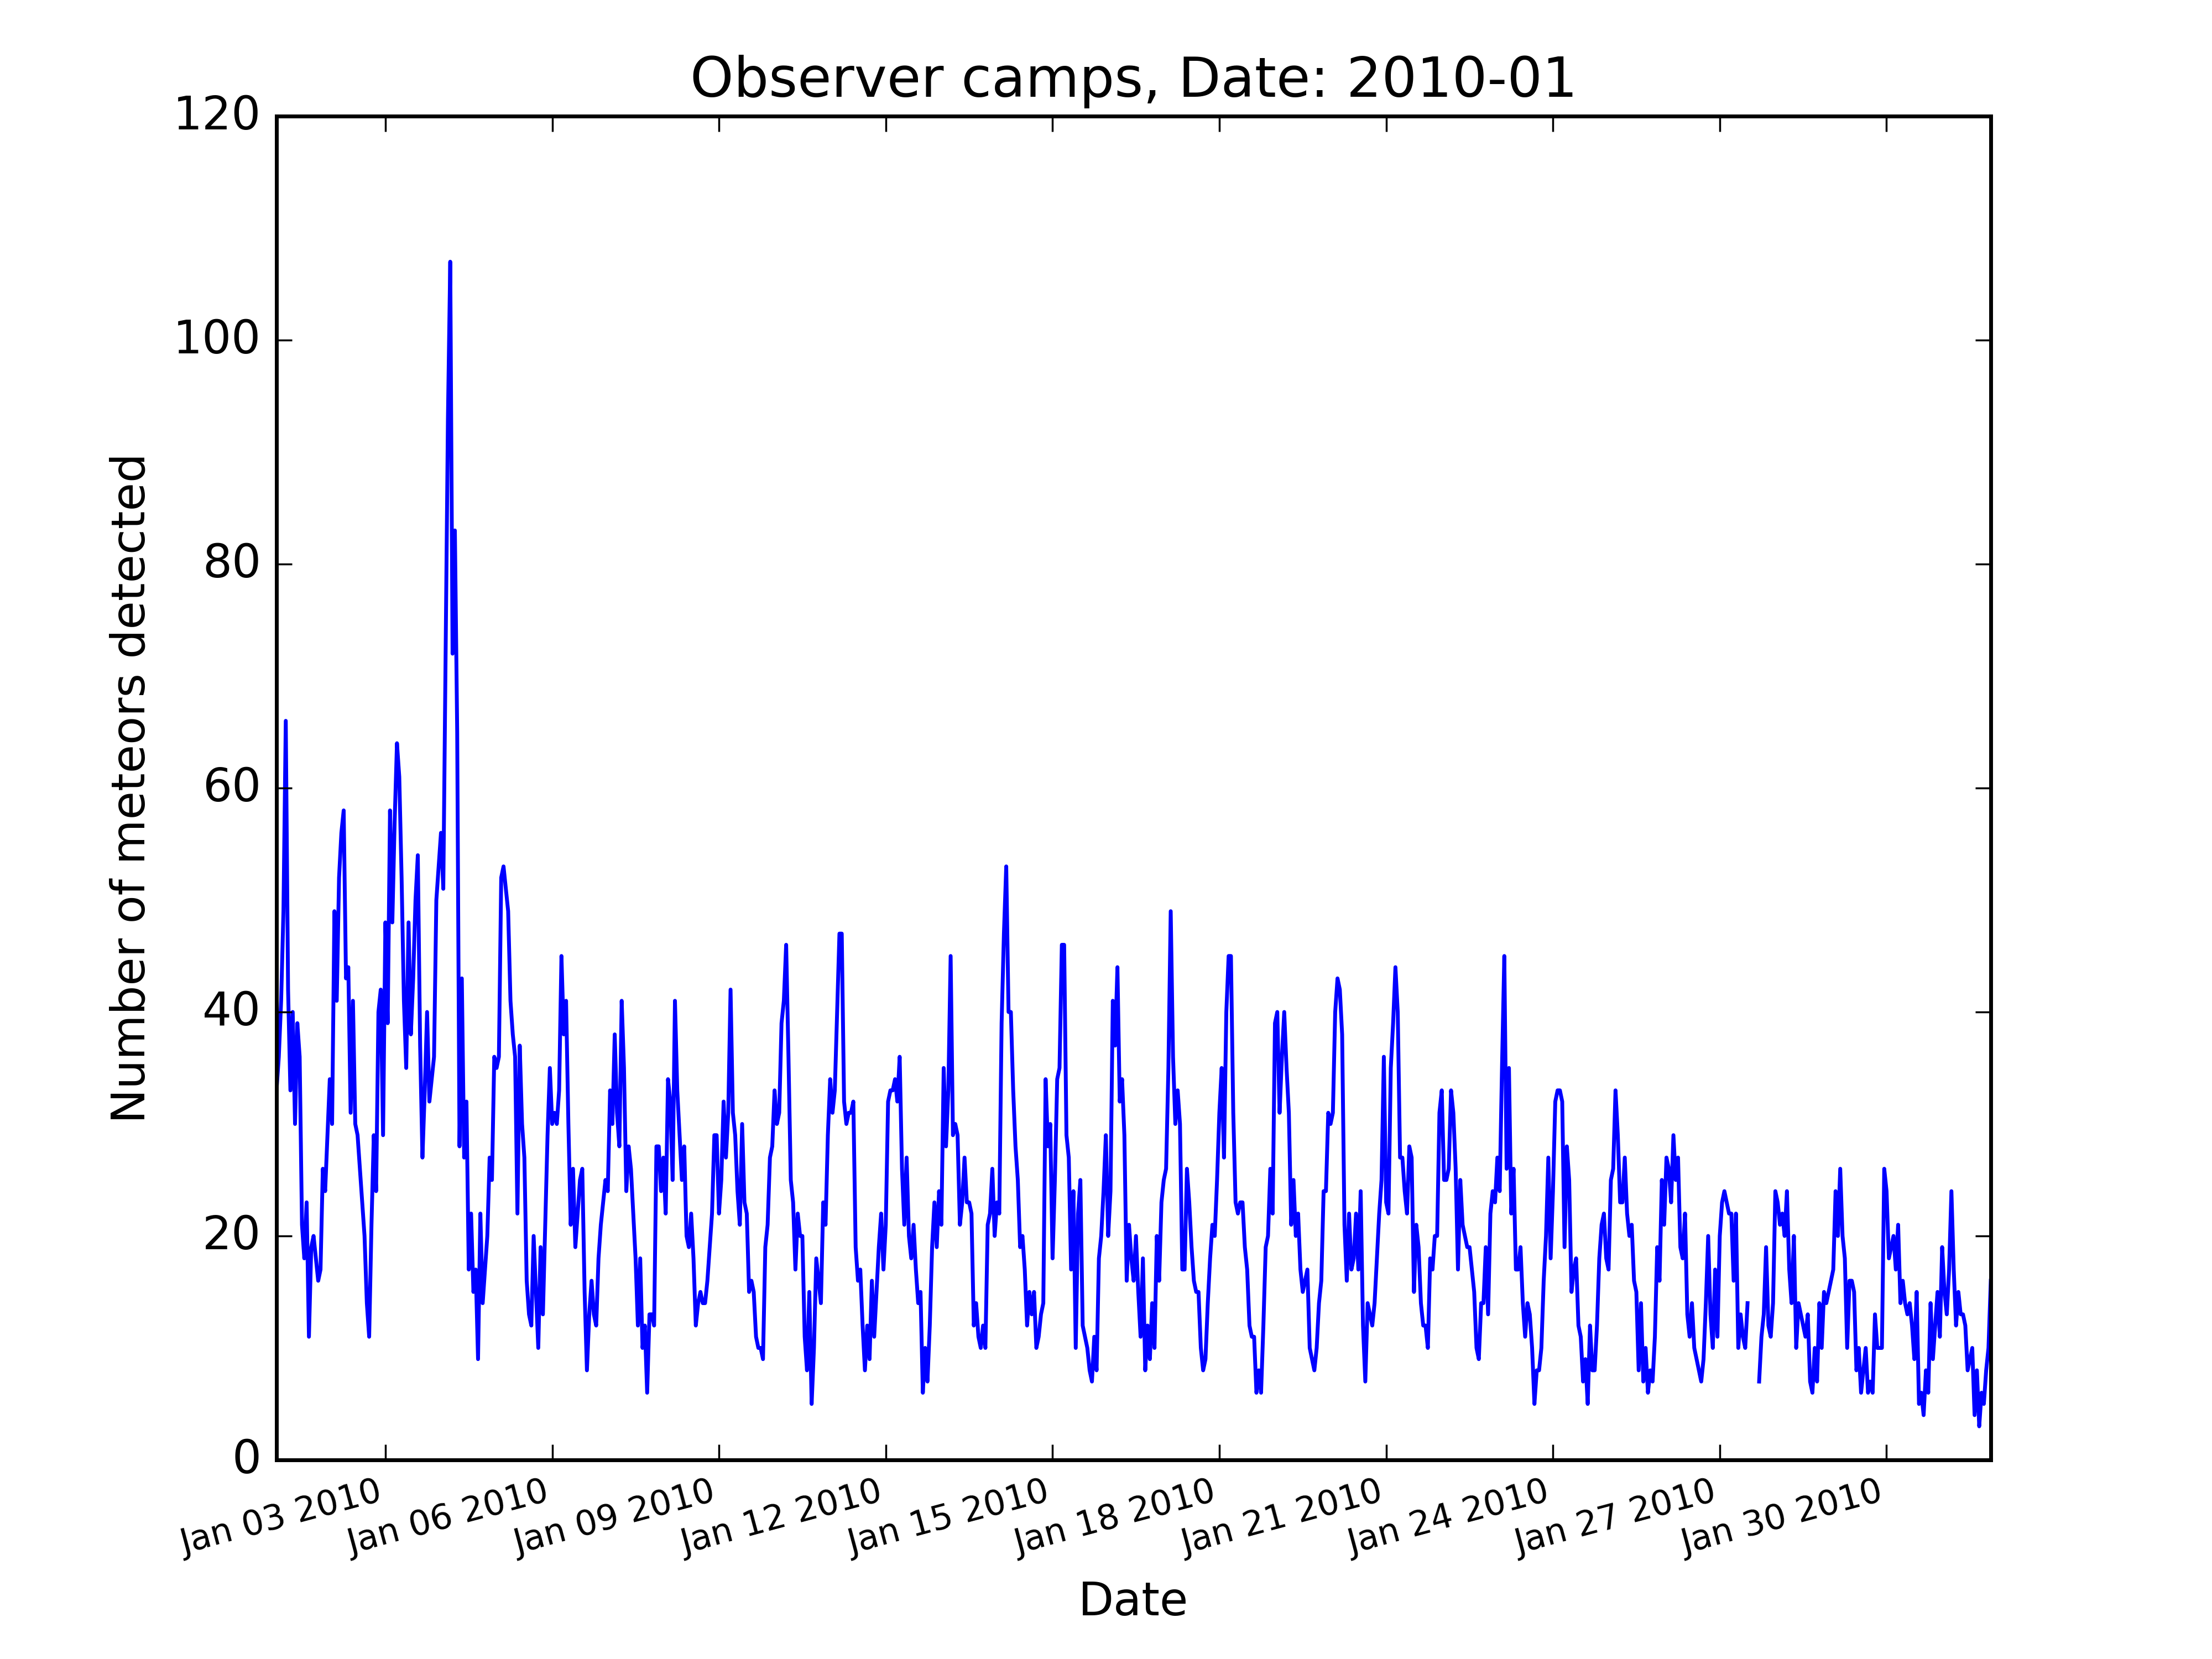 Observer camps, Date: 2010-01
120
100
80
60
40
20
0
Number of meteors detected
Jan 03 2010
Jan 06 2010
Jan 09 2010
Jan 12 2010
Jan 15 2010
Jan 18 2010
Jan 21 2010
Jan 24 2010
Jan 27 2010
Jan 30 2010
Date